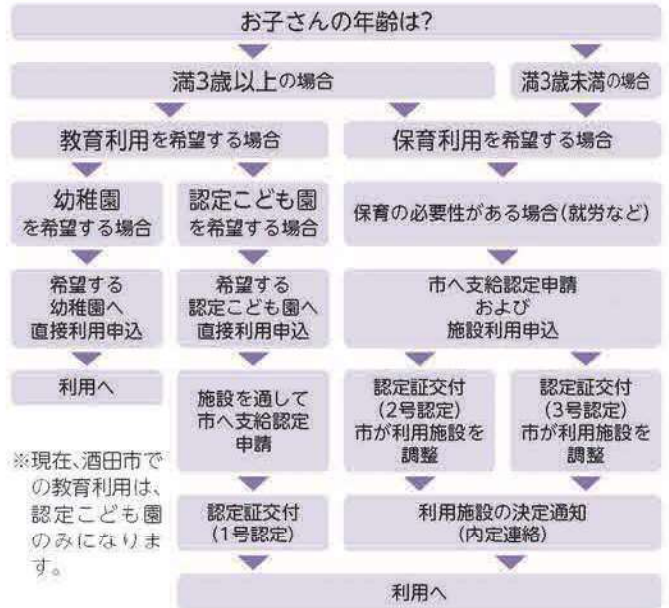 お子さんの年齢は?
満3歳以上の場合
満3歳未満の場合
教育利用を希望する場合
保育利用を希望する場合
幼稚園
を希望する場合
認定こども園
を希望する場合
保育の必要性がある場合(就労など)
希望する
幼稚園へ
直接利用申込
希望する
認定こども園へ
直接利用申込
市へ支給認定申請
および
施設利用申込
利用へ
施設を通して
市へ支給認定
申請
認定証交付
(2号認定)
市が利用施設を
調整
認定証交付
(3号認定)
市が利用施設を
調整
※現在、酒田市で
の教育利用は、
認定こども園
のみになりま
す。
認定証交付
(1号認定)
利用施設の決定通知
(内定連絡)
利用へ